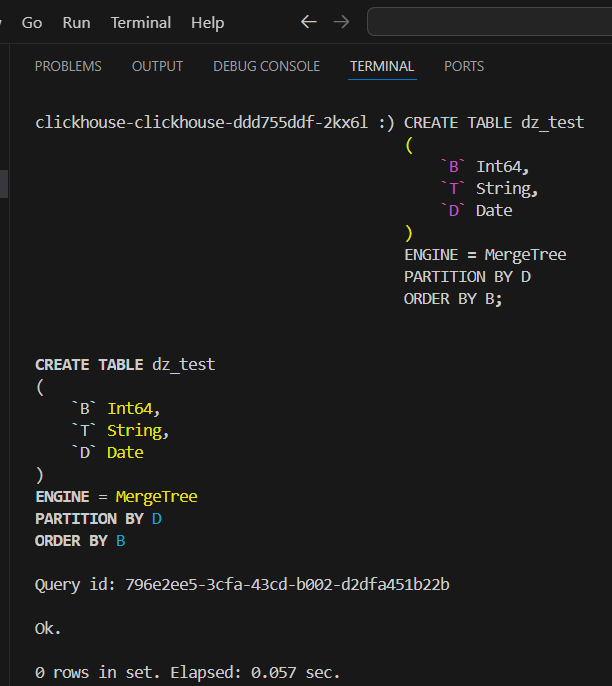 Go Run Terminal Help
PROBLEMS OUTPUT DEBUG CONSOLE TERMINAL PORTS
clickhouse-clickhouse-ddd755ddf-2kx6l :) CREATE TABLE dz_test
(
`B` Int64,
`T` String,
`D` Date
)
ENGINE = MergeTree
PARTITION BY D
ORDER BY B;
CREATE TABLE dz_test
(
`B` Int64,
`T` String,
`D` Date
)
ENGINE = MergeTree
PARTITION BY D
ORDER BY B
Query id: 796e2ee5-3cfa-43cd-b002-d2dfa451b22b
Ok.
0 rows in set. Elapsed: 0.057 sec.